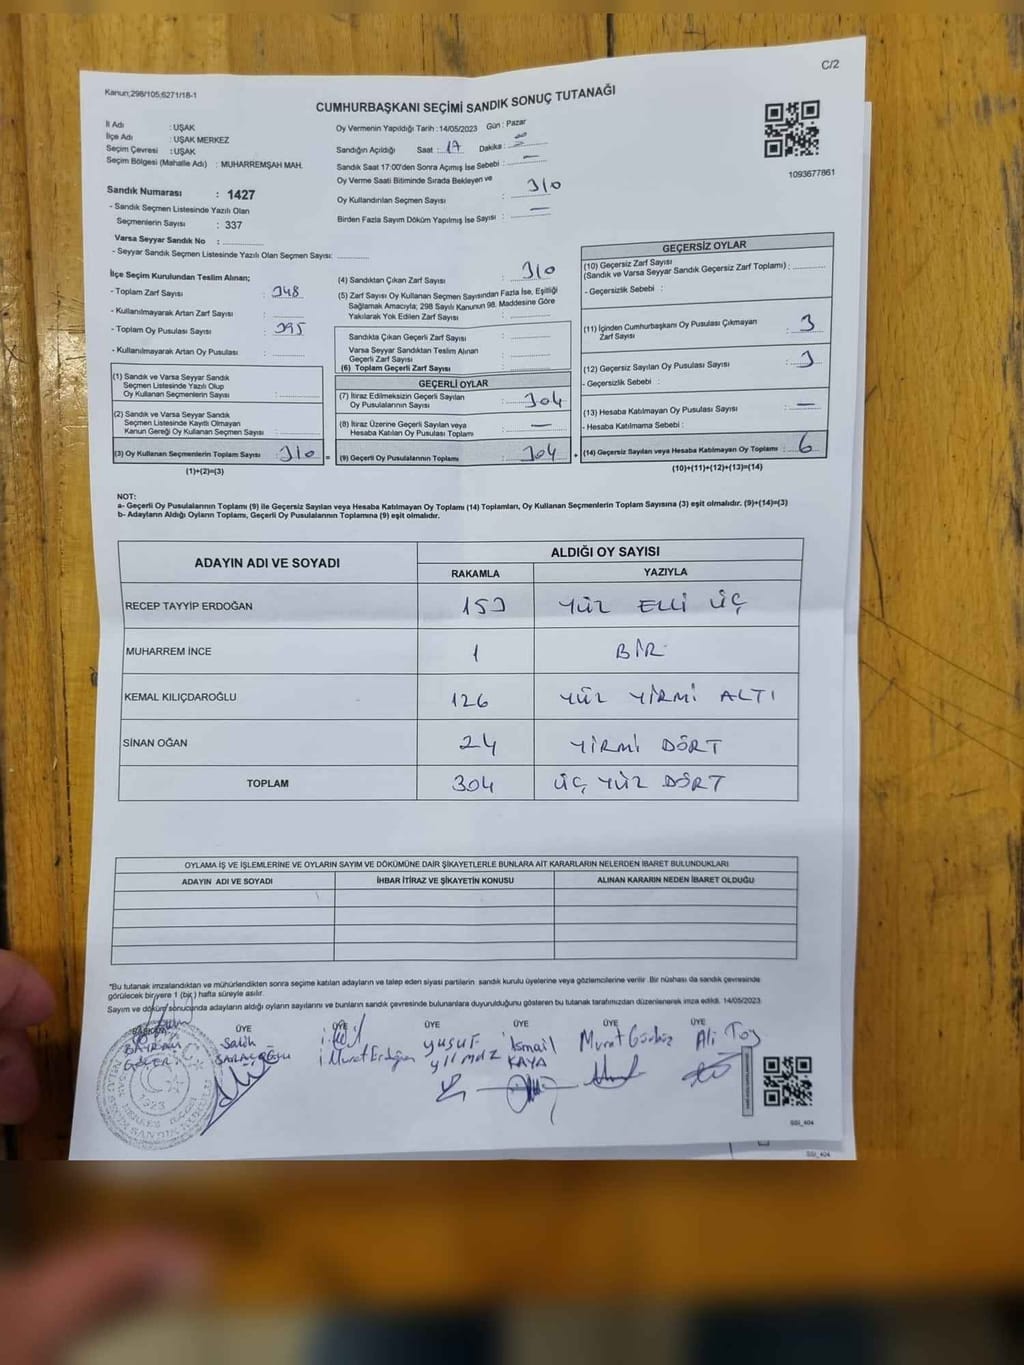 C/2
Kanun;298/105;6271/18-1
CUMHURBAŞKANI SEÇİMİ SANDIK SONUÇ TUTANAĞI
İl Adı : UŞAK
İlçe Adı : UŞAK MERKEZ
Seçim Çevresi : UŞAK
Seçim Bölgesi (Mahalle Adı) : MUHARREMŞAH MAH.
Sandık Numarası : 1427
- Sandık Seçmen Listesinde Yazılı Olan
Seçmenlerin Sayısı : 337
Varsa Seyyar Sandık No : ..............
- Seyyar Sandık Seçmen Listesinde Yazılı Olan Seçmen Sayısı: ..............
Oy Vermenin Yapıldığı Tarih : 14/05/2023 Gün : Pazar
Sandığın Açıldığı Saat : 17 Dakika :
Sandık Saat 17:00'den Sonra Açımış İse Sebebi : —
Oy Verme Saati Bitiminde Sırada Bekleyen ve
Oy Kullandırılan Seçmen Sayısı : 310
Birden Fazla Sayım Döküm Yapılmış İse Sayısı : —
1093677861
İlçe Seçim Kurulundan Teslim Alınan;
- Toplam Zarf Sayısı : 348
- Kullanılmayarak Artan Zarf Sayısı : ..............
- Toplam Oy Pusulası Sayısı : 395
- Kullanılmayarak Artan Oy Pusulası : ..............
(1) Sandık ve Varsa Seyyar Sandık
Seçmen Listesinde Yazılı Olup
Oy Kullanan Seçmenlerin Sayısı : ..............
(2) Sandık ve Varsa Seyyar Sandık
Seçmen Listesinde Kayıtlı Olmayan
Kanun Gereği Oy Kullanan Seçmen Sayısı : ..............
(3) Oy Kullanan Seçmenlerin Toplam Sayısı : 310 =
(1)+(2)=(3)
(4) Sandıktan Çıkan Zarf Sayısı : 310
(5) Zarf Sayısı Oy Kullanan Seçmen Sayısından Fazla İse, Eşitliği
Sağlamak Amacıyla; 298 Sayılı Kanunun 98. Maddesine Göre
Yakılarak Yok Edilen Zarf Sayısı : ..............
Sandıkta Çıkan Geçerli Zarf Sayısı : ..............
Varsa Seyyar Sandıktan Teslim Alınan
Geçerli Zarf Sayısı : ..............
(6) Toplam Geçerli Zarf Sayısı : ..............
GEÇERLİ OYLAR
(7) İtiraz Edilmeksizin Geçerli Sayılan
Oy Pusulalarının Sayısı : 304
(8) İtiraz Üzerine Geçerli Sayılan veya
Hesaba Katılan Oy Pusulaları Toplamı : —
(9) Geçerli Oy Pusulalarının Toplamı : 304 +
GEÇERSİZ OYLAR
(10) Geçersiz Zarf Sayısı
(Sandık ve Varsa Seyyar Sandık Geçersiz Zarf Toplamı) : ..............
- Geçersizlik Sebebi :
(11) İçinden Cumhurbaşkanı Oy Pusulası Çıkmayan
Zarf Sayısı : 3
(12) Geçersiz Sayılan Oy Pusulası Sayısı : 3
- Geçersizlik Sebebi :
(13) Hesaba Katılmayan Oy Pusulası Sayısı : —
- Hesaba Katılmama Sebebi :
(14) Geçersiz Sayılan veya Hesaba Katılmayan Oy Toplamı : 6
(10)+(11)+(12)+(13)=(14)
NOT:
a- Geçerli Oy Pusulalarının Toplamı (9) ile Geçersiz Sayılan veya Hesaba Katılmayan Oy Toplamı (14) Toplamları, Oy Kullanan Seçmenlerin Toplam Sayısına (3) eşit olmalıdır. (9)+(14)=(3)
b- Adayların Aldığı Oyların Toplamı, Geçerli Oy Pusulalarının Toplamına (9) eşit olmalıdır.
ADAYIN ADI VE SOYADI ALDIĞI OY SAYISI
RAKAMLA YAZIYLA
RECEP TAYYİP ERDOĞAN 153 YÜZ ELLİ ÜÇ
MUHARREM İNCE 1 BİR
KEMAL KILIÇDAROĞLU 126 YÜZ YİRMİ ALTI
SİNAN OĞAN 24 YİRMİ DÖRT
TOPLAM 304 ÜÇ YÜZ DÖRT
OYLAMA İŞ VE İŞLEMLERİNE VE OYLARIN SAYIM VE DÖKÜMÜNE DAİR ŞİKAYETLERLE BUNLARA AİT KARARLARIN NELERDEN İBARET BULUNDUKLARI
ADAYIN ADI VE SOYADI İHBAR İTİRAZ VE ŞİKAYETİN KONUSU ALINAN KARARIN NEDEN İBARET OLDUĞU
"Bu tutanak imzalandıktan ve mühürlendikten sonra seçime katılan adayların ve talep eden siyasi partilerin sandık kurulu üyelerine veya gözlemcilerine verilir. Bir nüshası da sandık çevresinde
görülecek bir yere 1 (bir) hafta süreyle asılır.
Sayım ve döküm sonucunda adayların aldığı oyların sayılarını ve bunların sandık çevresinde bulunanlara duyurulduğunu gösteren bu tutanak tarafımızdan düzenlenerek imza edildi. 14/05/2023
ÜYE ÜYE ÜYE ÜYE ÜYE ÜYE
BAYRAM Salih İ. Murat Erdoğan yusuf İsmail Murat Gürbüz Ali Toy
yılmaz KAYA
1923
SSİ_404
SSİ_404